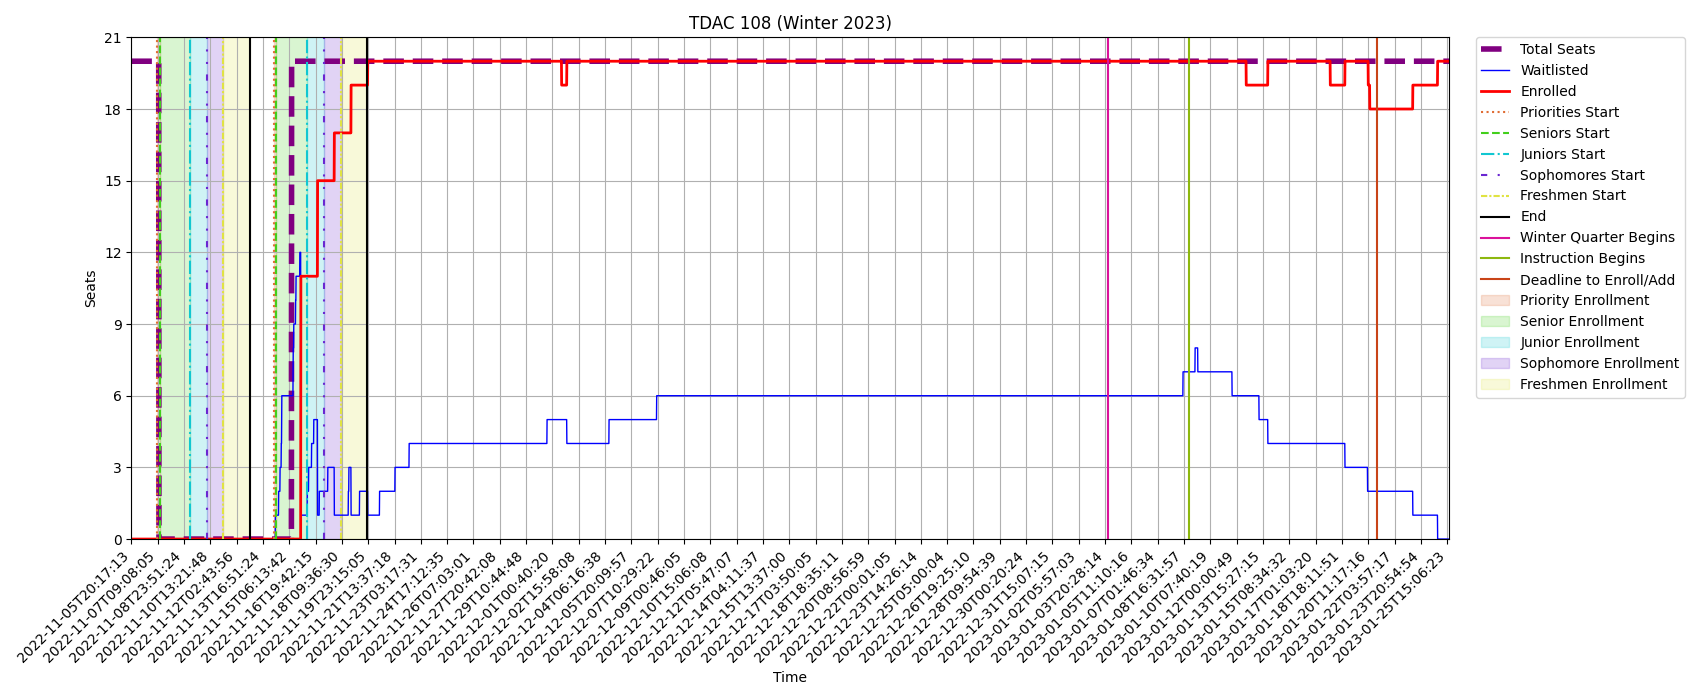 TDAC 108 (Winter 2023)
21
18
15
12
9
6
3
0
Seats
2022-11-05T20:17:13
2022-11-07T09:08:05
2022-11-08T23:51:24
2022-11-10T13:21:48
2022-11-12T02:43:56
2022-11-13T16:51:24
2022-11-15T06:13:42
2022-11-16T19:42:15
2022-11-18T09:36:30
2022-11-19T23:15:05
2022-11-21T13:37:18
2022-11-23T03:17:31
2022-11-24T17:12:35
2022-11-26T07:03:01
2022-11-27T20:42:08
2022-11-29T10:44:48
2022-12-01T00:40:20
2022-12-02T15:58:08
2022-12-04T06:16:38
2022-12-05T20:09:57
2022-12-07T10:29:22
2022-12-09T00:46:05
2022-12-10T15:06:08
2022-12-12T05:47:07
2022-12-14T04:11:37
2022-12-15T13:37:00
2022-12-17T03:50:05
2022-12-18T18:35:11
2022-12-20T08:56:59
2022-12-22T00:01:05
2022-12-23T14:26:14
2022-12-25T05:00:04
2022-12-26T19:25:10
2022-12-28T09:54:39
2022-12-30T00:20:24
2022-12-31T15:07:15
2023-01-02T05:57:03
2023-01-03T20:28:14
2023-01-05T11:10:16
2023-01-07T01:46:34
2023-01-08T16:31:57
2023-01-10T07:40:19
2023-01-12T00:00:49
2023-01-13T15:27:15
2023-01-15T08:34:32
2023-01-17T01:03:20
2023-01-18T18:11:51
2023-01-20T11:17:16
2023-01-22T03:57:17
2023-01-23T20:54:54
2023-01-25T15:06:23
Time
Total Seats
Waitlisted
Enrolled
Priorities Start
Seniors Start
Juniors Start
Sophomores Start
Freshmen Start
End
Winter Quarter Begins
Instruction Begins
Deadline to Enroll/Add
Priority Enrollment
Senior Enrollment
Junior Enrollment
Sophomore Enrollment
Freshmen Enrollment